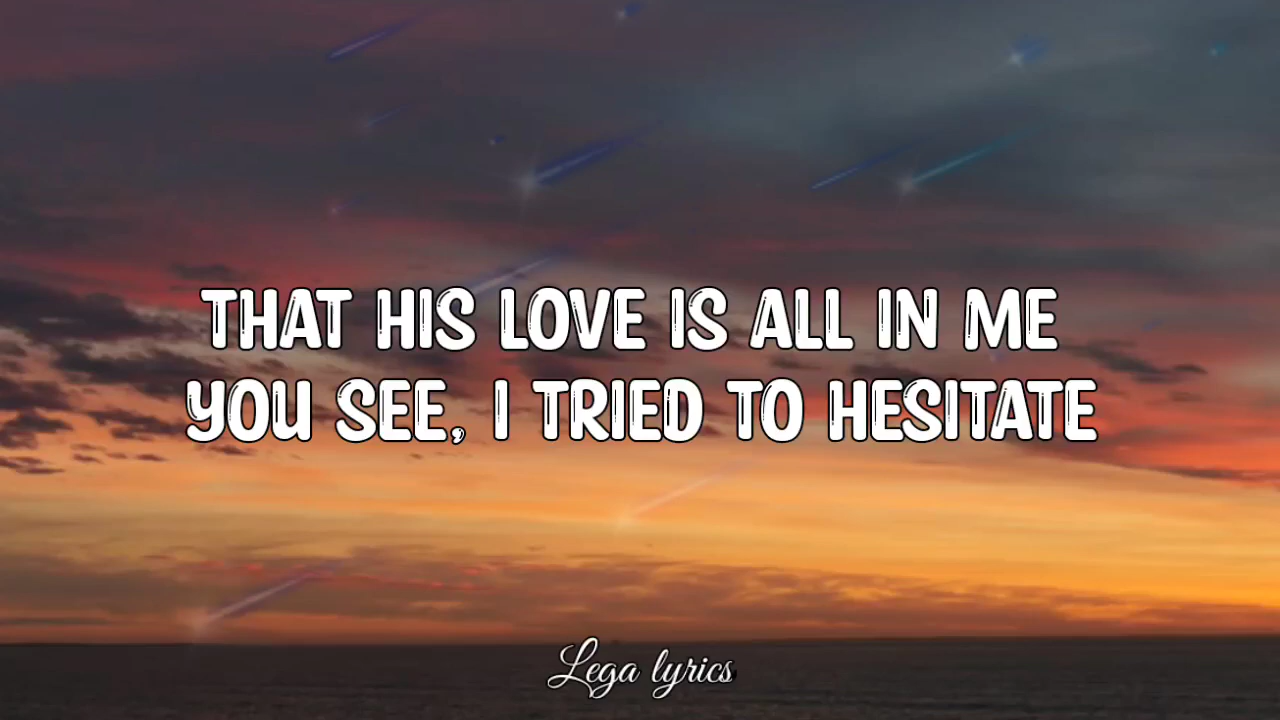 THAT HIS LOVE IS ALL IN ME
YOU SEE, I TRIED TO HESITATE
Lega lyrics